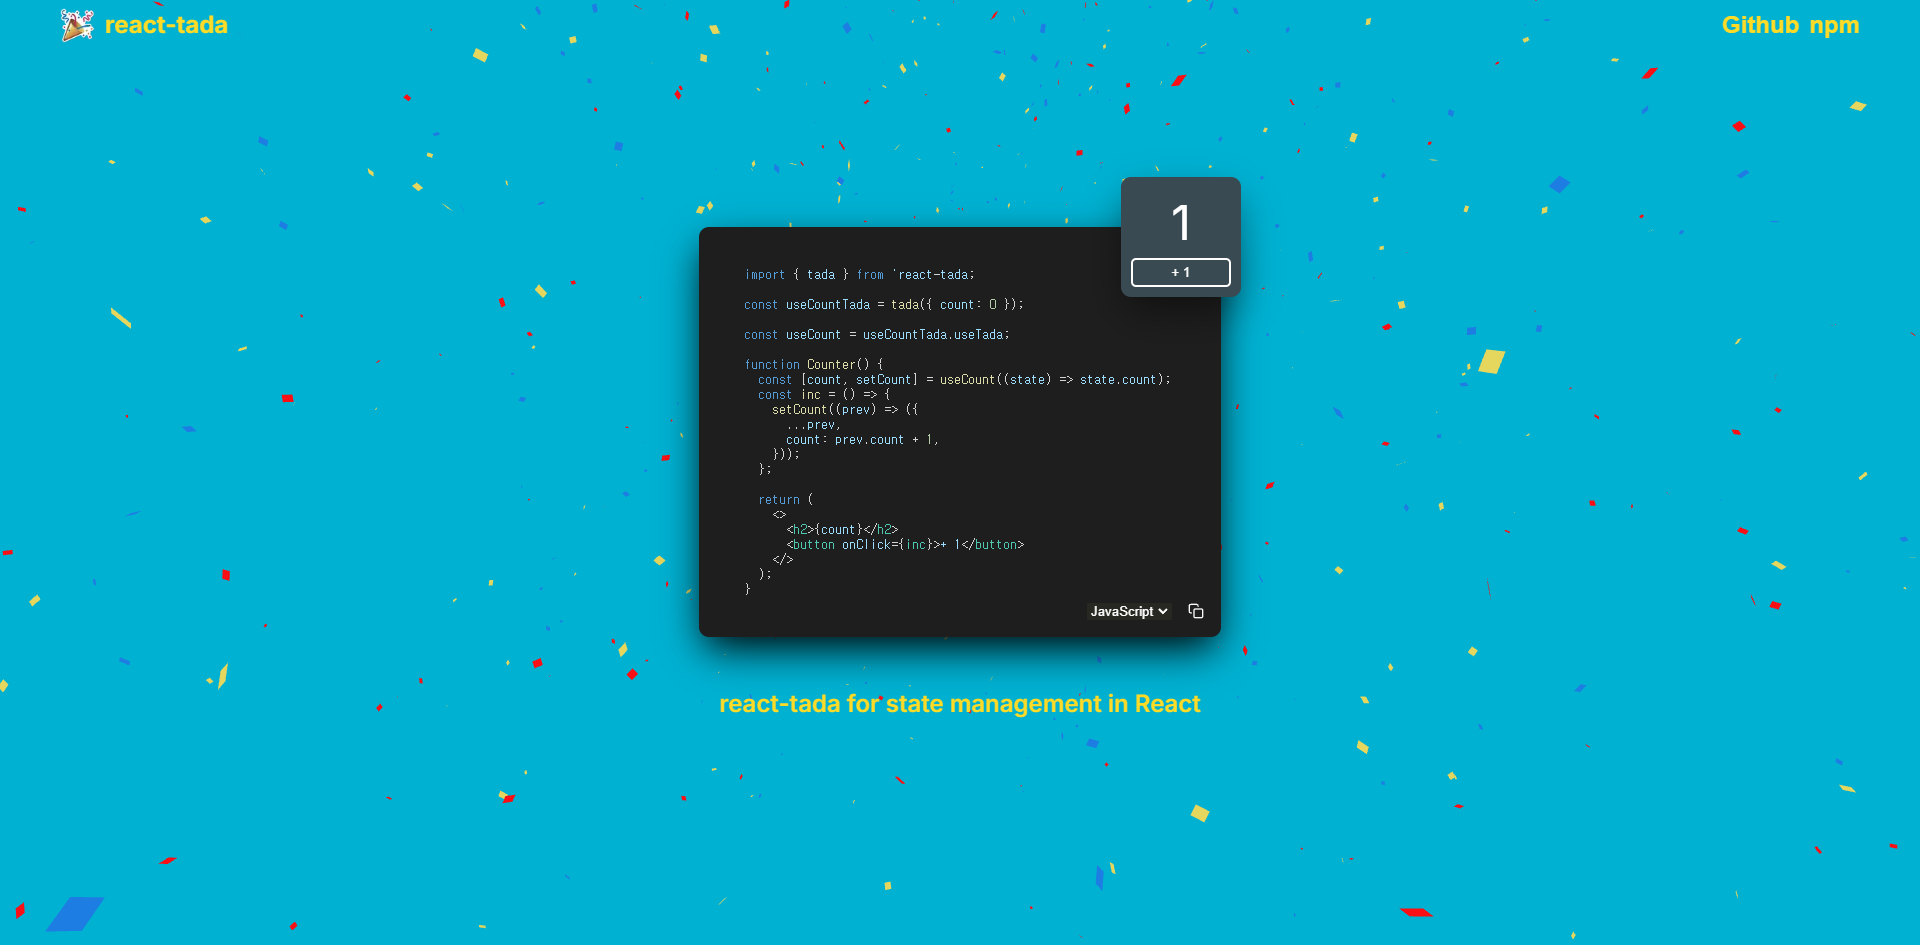 react-tada
Github npm
1
+ 1
import { tada } from 'react-tada;
const useCountTada = tada({ count: 0 });
const useCount = useCountTada.useTada;
function Counter() {
const [count, setCount] = useCount((state) => state.count);
const inc = () => {
setCount((prev) => ({
...prev,
count: prev.count + 1,
}));
};
return (
<>
<h2>{count}</h2>
<button onClick={inc}>+ 1</button>
</>
);
}
JavaScript
react-tada for state management in React